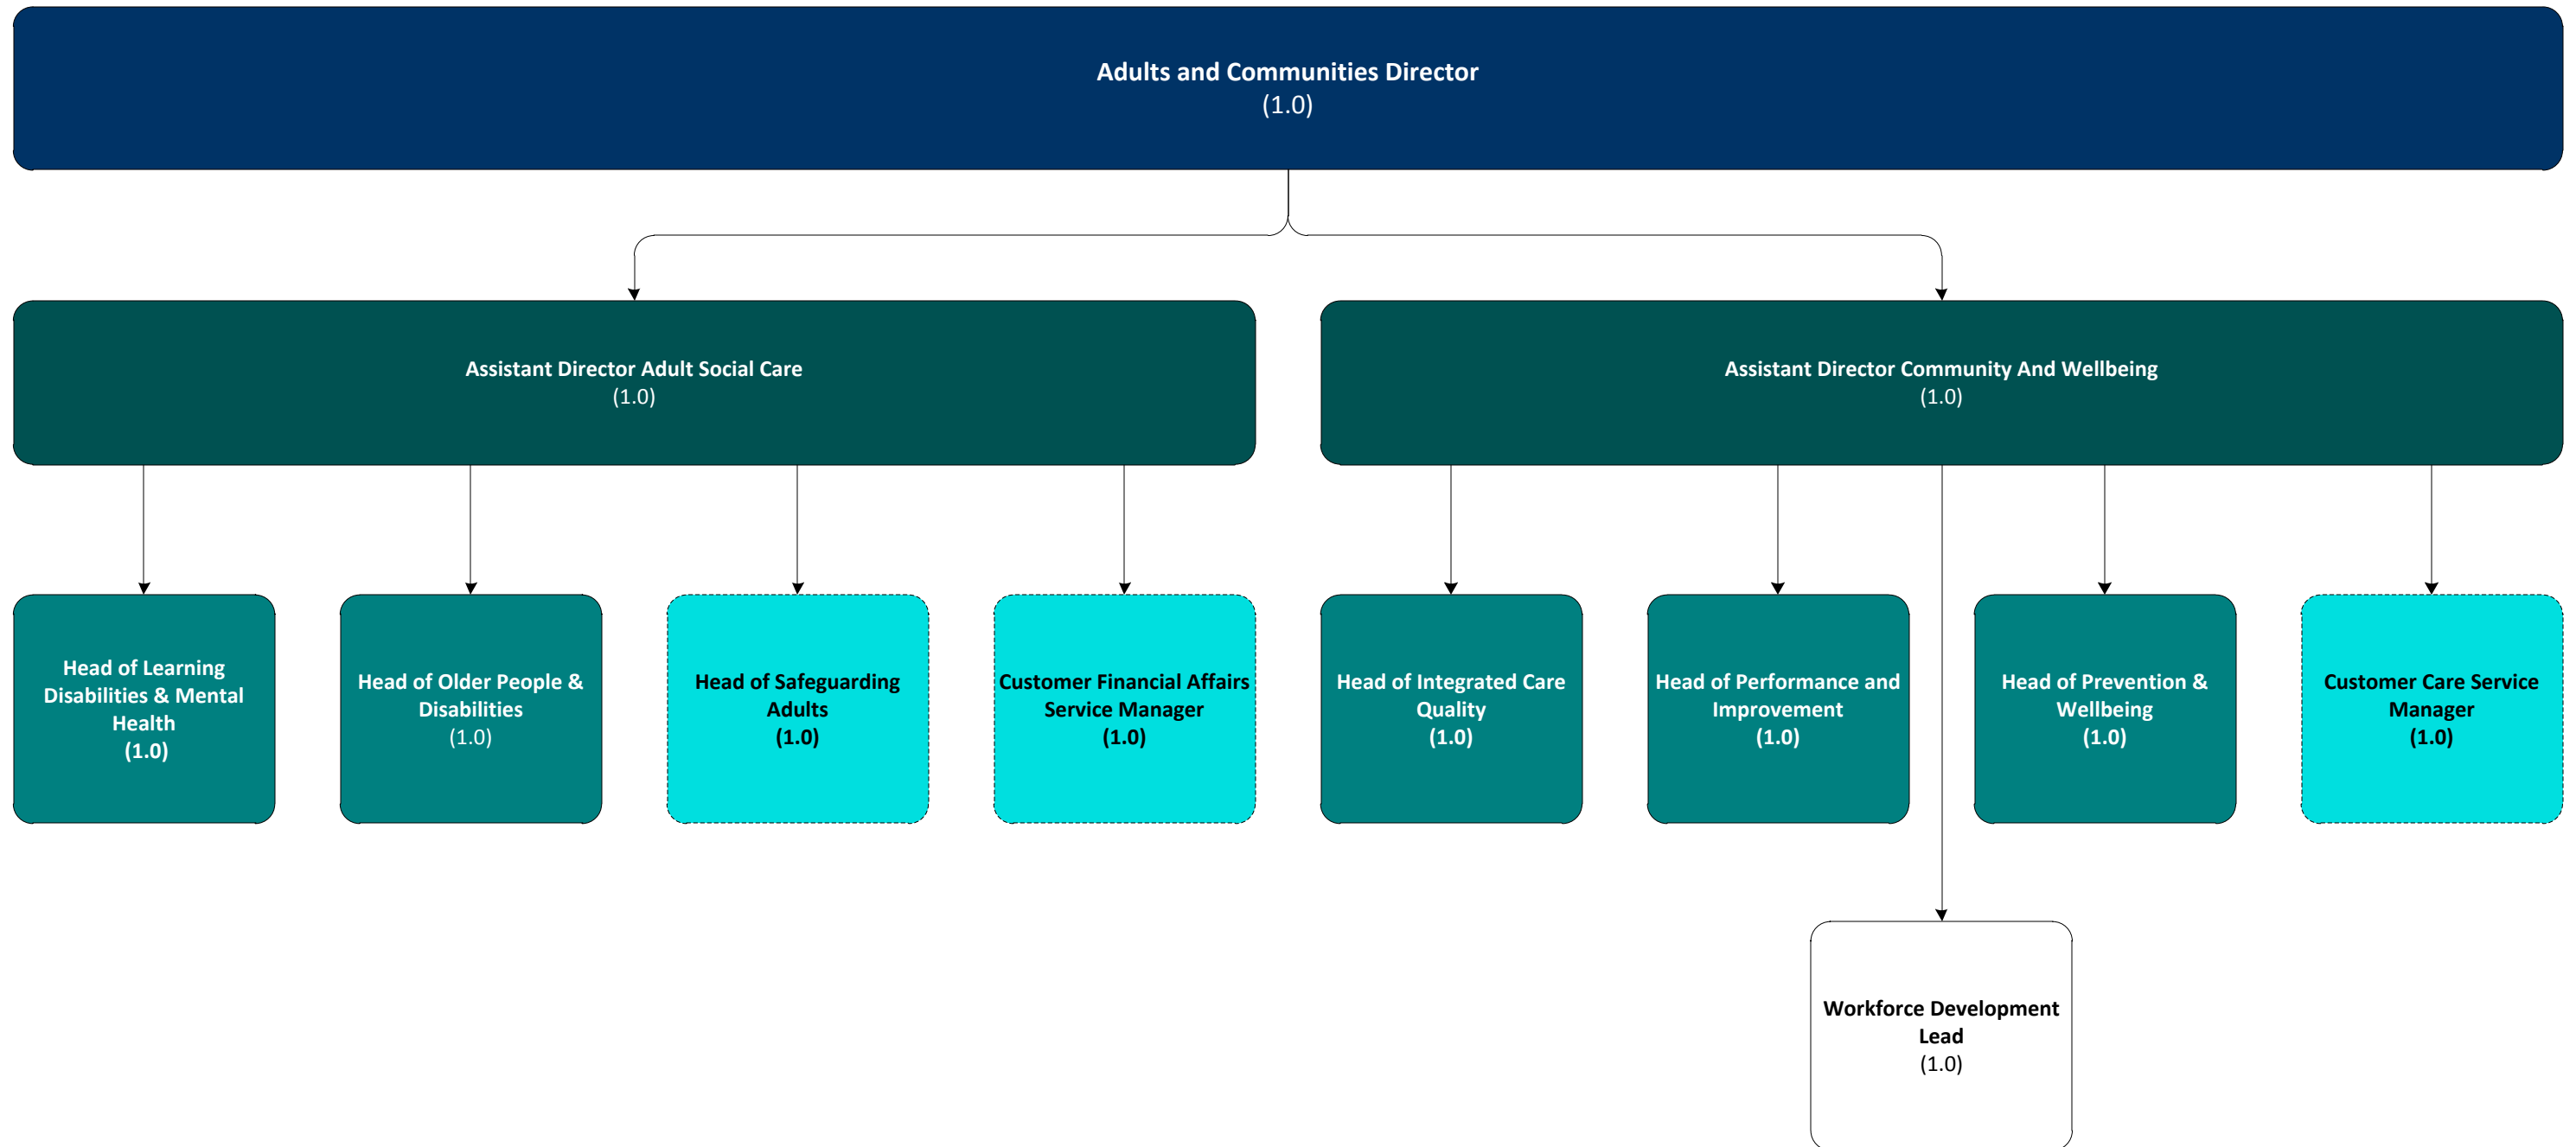 Adults and Communities Director
(1.0)
Assistant Director Adult Social Care
(1.0)
Assistant Director Community And Wellbeing
(1.0)
Head of Learning
Disabilities & Mental
Health
(1.0)
Head of Older People &
Disabilities
(1.0)
Head of Safeguarding
Adults
(1.0)
Customer Financial Affairs
Service Manager
(1.0)
Head of Integrated Care
Quality
(1.0)
Head of Performance and
Improvement
(1.0)
Head of Prevention &
Wellbeing
(1.0)
Customer Care Service
Manager
(1.0)
Workforce Development
Lead
(1.0)